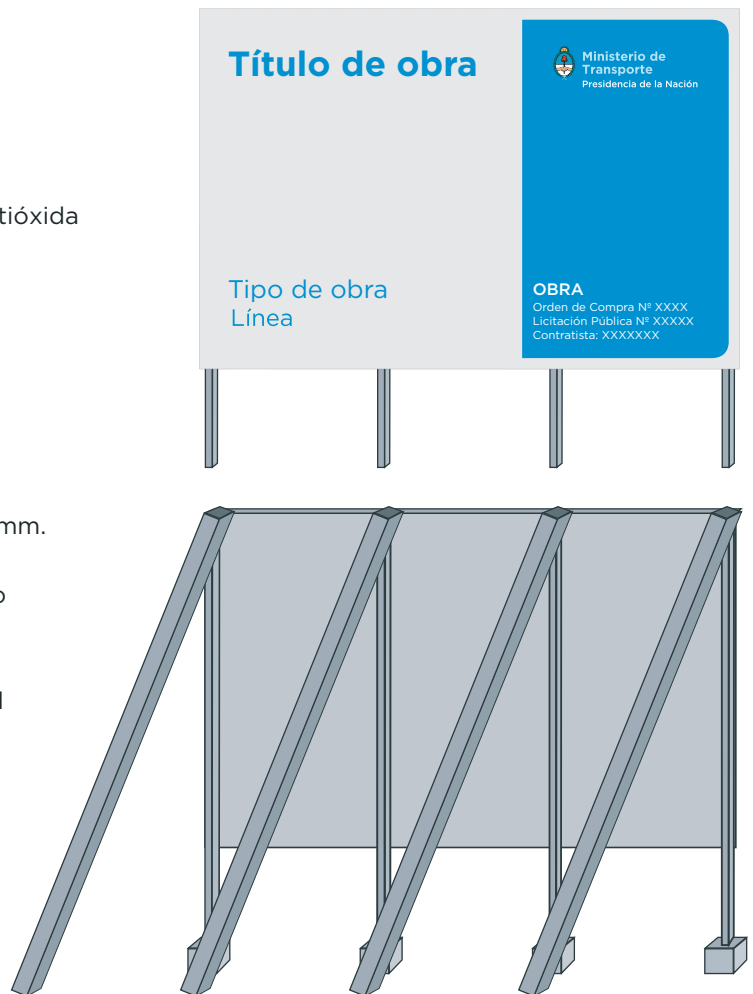 Título de obra
Ministerio de
Transporte
Presidencia de la Nación
tióxida
Tipo de obra
Línea
OBRA
Orden de Compra Nº XXXX
Licitación Pública Nº XXXXX
Contratista: XXXXXXX
mm.